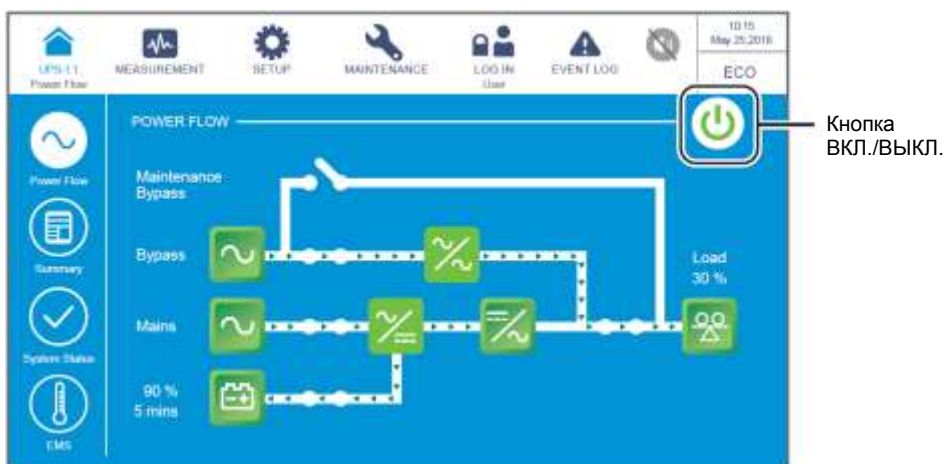 10:15
May 25,2018
UPS-1.1
Power Flow
MEASUREMENT
SETUP
MAINTENANCE
LOG IN
User
EVENT LOG
ECO
POWER FLOW
Кнопка
ВКЛ./ВЫКЛ.
Power Flow
Maintenance
Bypass
Summary
Bypass
Load
30 %
Mains
System Status
90 %
5 mins
EMS